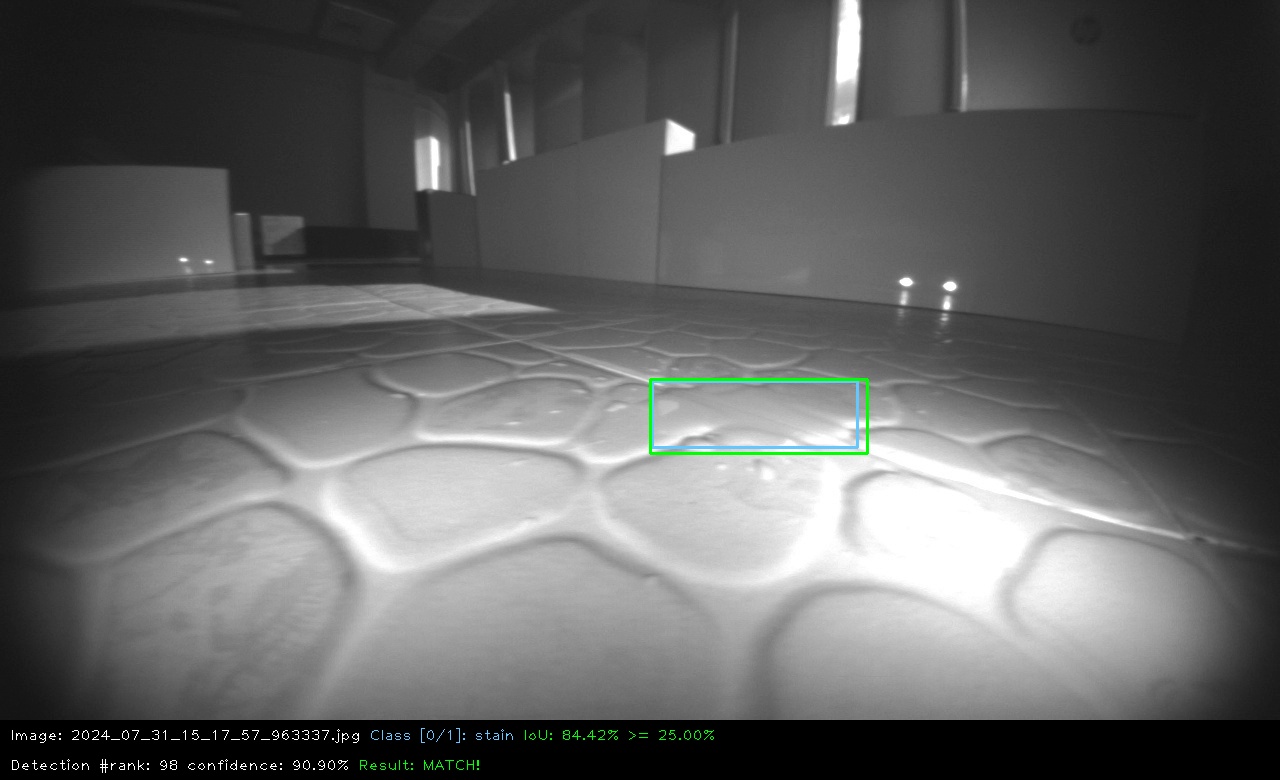 Image: 2024_07_31_15_17_57_963337.jpg Class [0/1]: stain IoU: 84.42% >= 25.00%
Detection #rank: 98 confidence: 90.90% Result: MATCH!